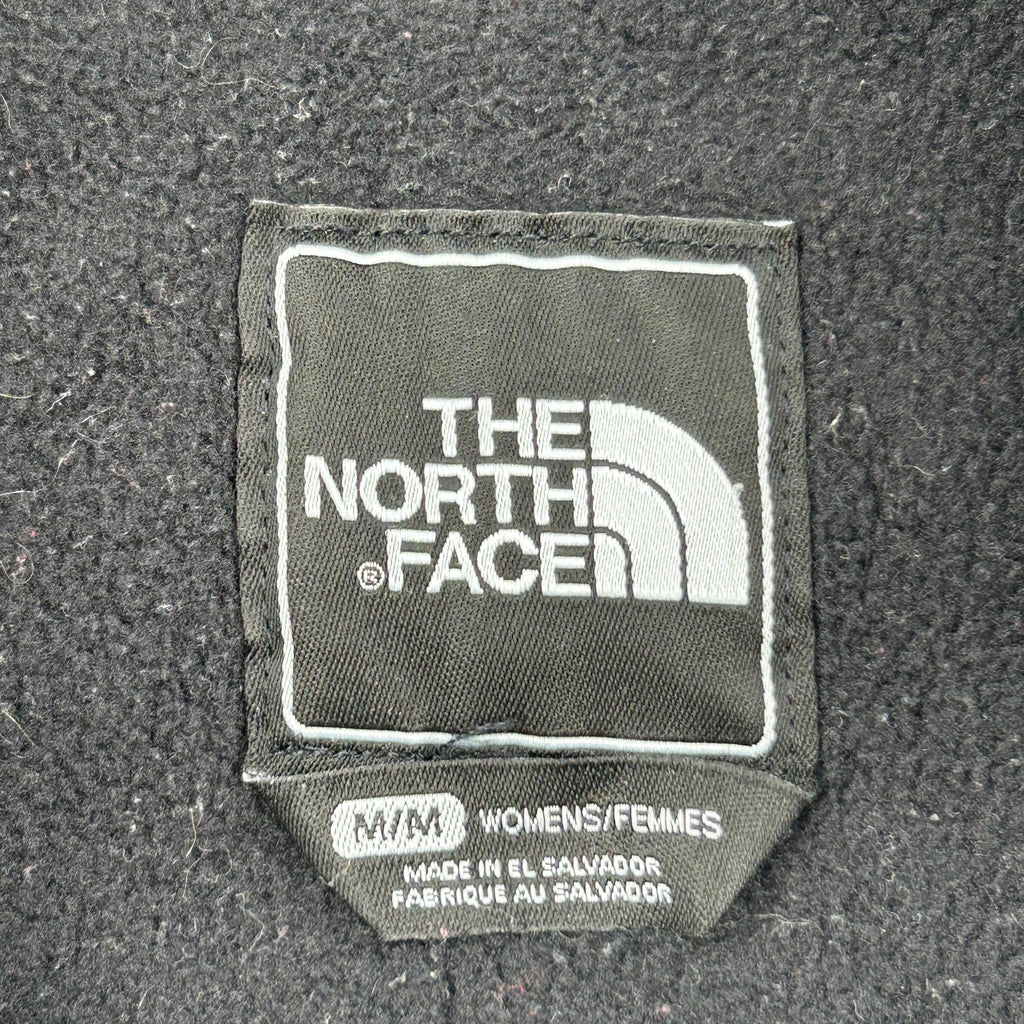 THE
NORTH
®FACE
M/M WOMENS/FEMMES
MADE IN EL SALVADOR
FABRIQUE AU SALVADOR